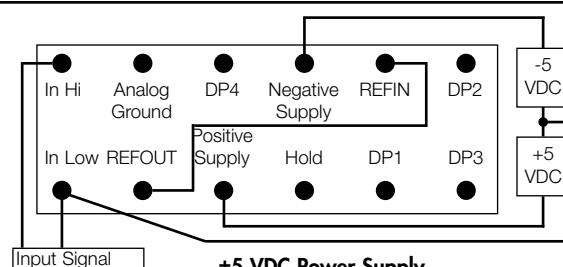 In Hi Analog Ground DP4 Negative Supply REFIN DP2
-5 VDC
In Low REFOUT Positive Supply Hold DP1 DP3
+5 VDC
Input Signal
±5 VDC Power Supply